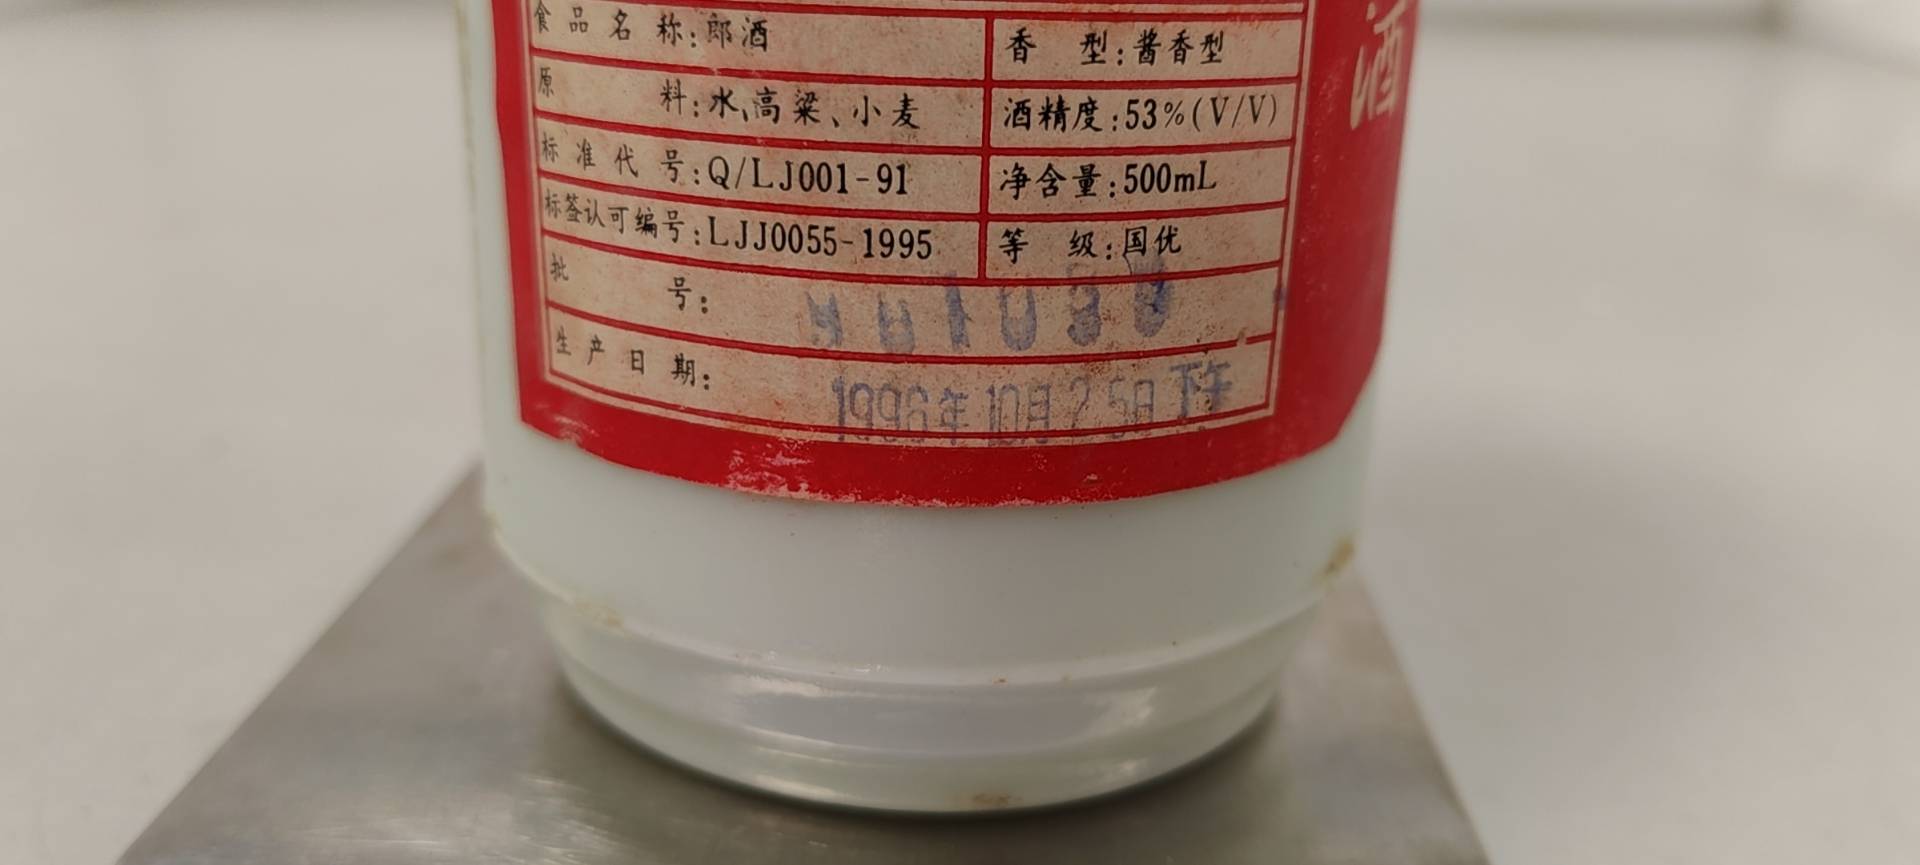 食品名称:郎酒 香型:酱香型
原料:水、高粱、小麦 酒精度:53%(V/V)
标准代号:Q/LJ001-91 净含量:500mL
标签认可编号:LJJ0055-1995 等级:国优
批号:
生产日期:1996年10月25日下午
酒